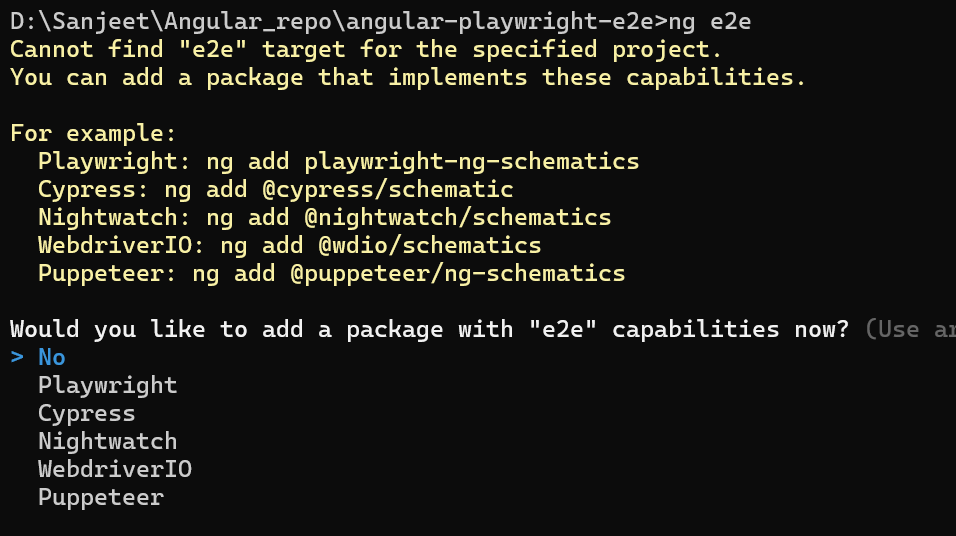 D:\Sanjeet\Angular_repo\angular-playwright-e2e>ng e2e
Cannot find "e2e" target for the specified project.
You can add a package that implements these capabilities.
For example:
Playwright: ng add playwright-ng-schematics
Cypress: ng add @cypress/schematic
Nightwatch: ng add @nightwatch/schematics
WebdriverIO: ng add @wdio/schematics
Puppeteer: ng add @puppeteer/ng-schematics
Would you like to add a package with "e2e" capabilities now? (Use
> No
Playwright
Cypress
Nightwatch
WebdriverIO
Puppeteer